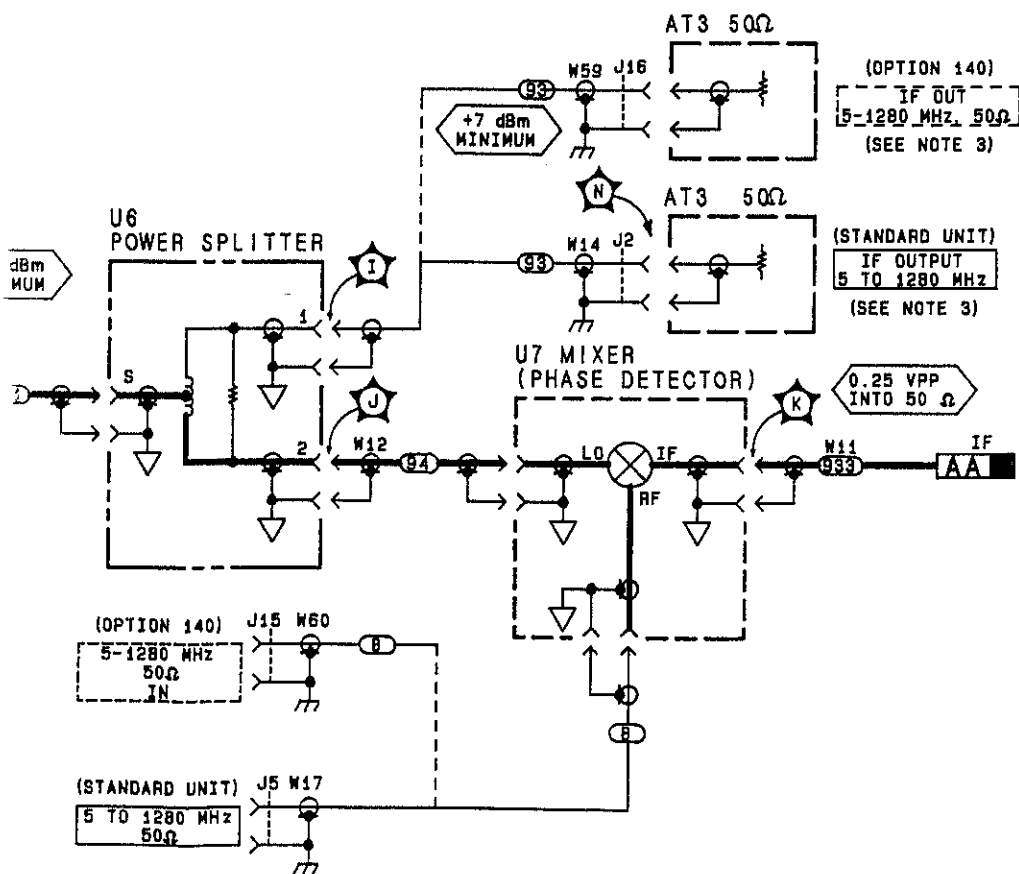 AT3 50Ω
W59 J16
93
+7 dBm
MINIMUM
(OPTION 140)
IF OUT
5-1280 MHz, 50Ω
(SEE NOTE 3)
N
AT3 50Ω
W14 J2
93
(STANDARD UNIT)
IF OUTPUT
5 TO 1280 MHz
(SEE NOTE 3)
U6
POWER SPLITTER
dBm
MUM
I
1
S
J
2
W12
94
U7 MIXER
(PHASE DETECTOR)
LO
IF
RF
K
0.25 VPP
INTO 50 Ω
W11
933
IF
AA
(OPTION 140)
5-1280 MHz
50Ω
IN
J15 W60
8
8
(STANDARD UNIT)
5 TO 1280 MHz
50Ω
J5 W17